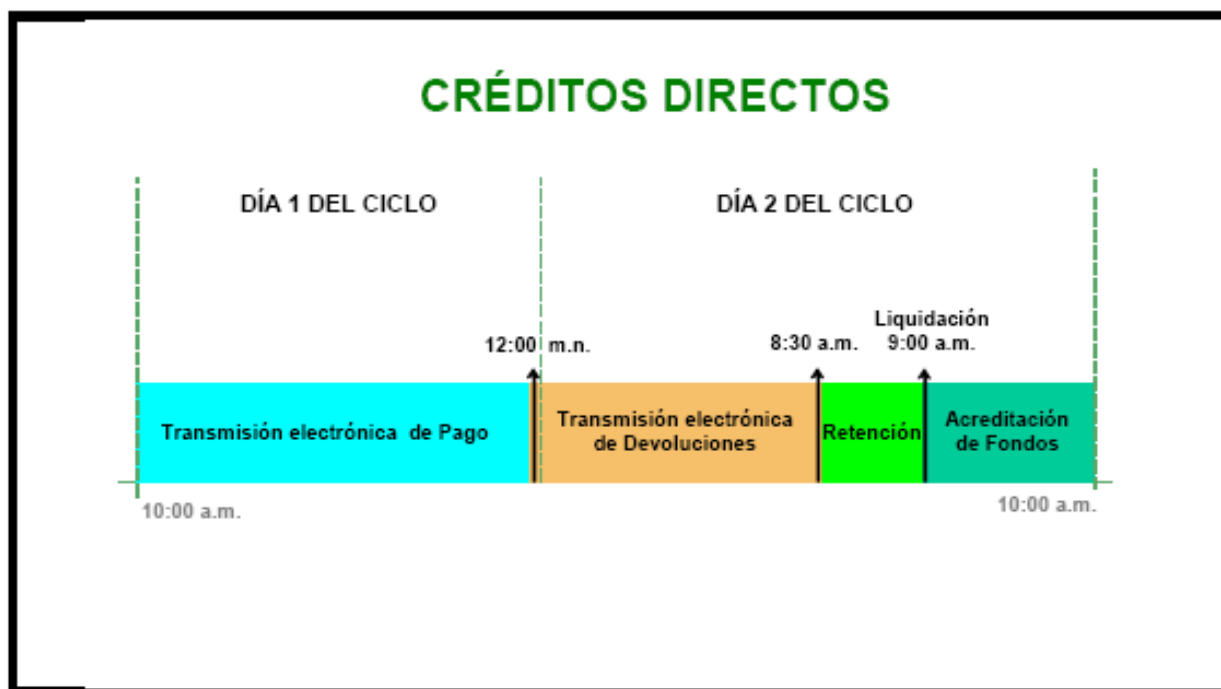 CRÉDITOS DIRECTOS
DÍA 1 DEL CICLO
DÍA 2 DEL CICLO
12:00 m.n.
8:30 a.m.
Liquidación
9:00 a.m.
Transmisión electrónica de Pago
Transmisión electrónica
de Devoluciones
Retención
Acreditación
de Fondos
10:00 a.m.
10:00 a.m.